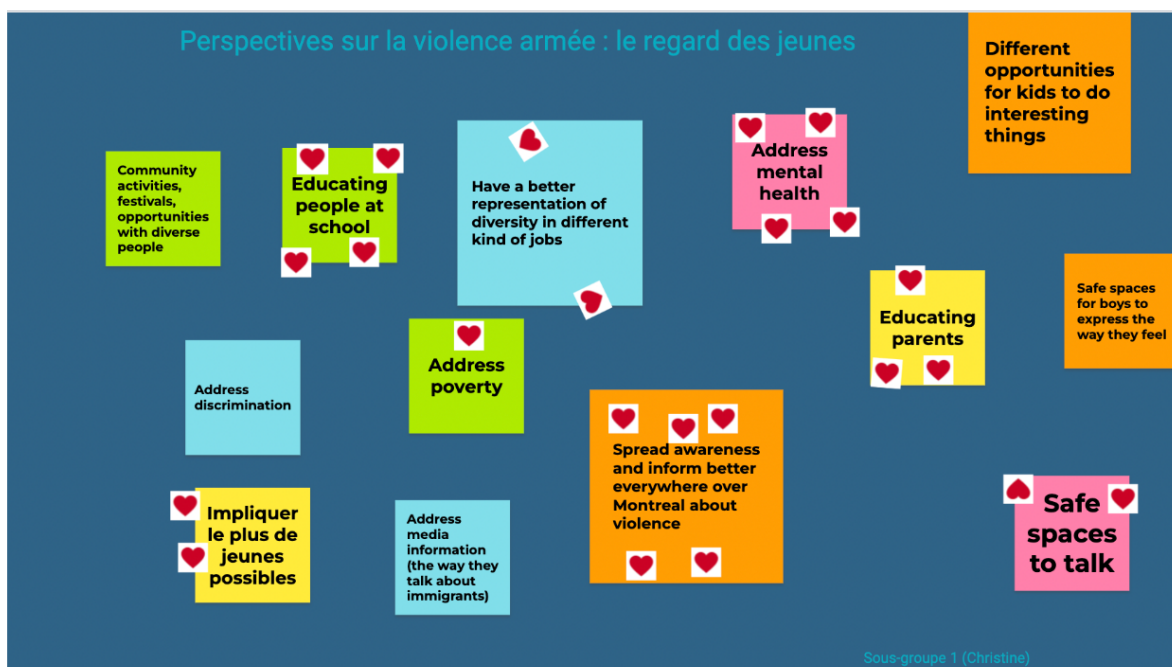 Perspectives sur la violence armée : le regard des jeunes
Different
opportunities
for kids to do
interesting
things
Community
activities,
festivals,
opportunities
with diverse
people
Educating
people at
school
Have a better
representation of
diversity in different
kind of jobs
Address
mental
health
Educating
parents
Safe spaces
for boys to
express the
way they feel
Address
discrimination
Address
poverty
Spread awareness
and inform better
everywhere over
Montreal about
violence
Impliquer
le plus de
jeunes
possibles
Address
media
information
(the way they
talk about
immigrants)
Safe
spaces
to talk
Sous-groupe 1 (Christine)